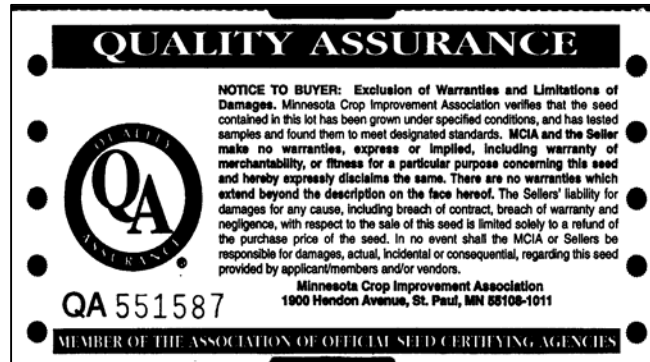 QUALITY ASSURANCE
NOTICE TO BUYER: Exclusion of Warranties and Limitations of
Damages. Minnesota Crop Improvement Association verifies that the seed
contained in this lot has been grown under specified conditions, and has tested
samples and found them to meet designated standards. MCIA and the Seller
make no warranties, express or implied, including warranty of
merchantability, or fitness for a particular purpose concerning this seed
and hereby expressly disclaims the same. There are no warranties which
extend beyond the description on the face hereof. The Sellers' liability for
damages for any cause, including breach of contract, breach of warranty and
negligence, with respect to the sale of this seed is limited solely to a refund of
the purchase price of the seed. In no event shall the MCIA or Sellers be
responsible for damages, actual, incidental or consequential, regarding this seed
provided by applicant/members and/or vendors.
Minnesota Crop Improvement Association
1900 Hendon Avenue, St. Paul, MN 55108-1011
QUALITY
QA
ASSURANCE
®
QA 551587
MEMBER OF THE ASSOCIATION OF OFFICIAL SEED CERTIFYING AGENCIES